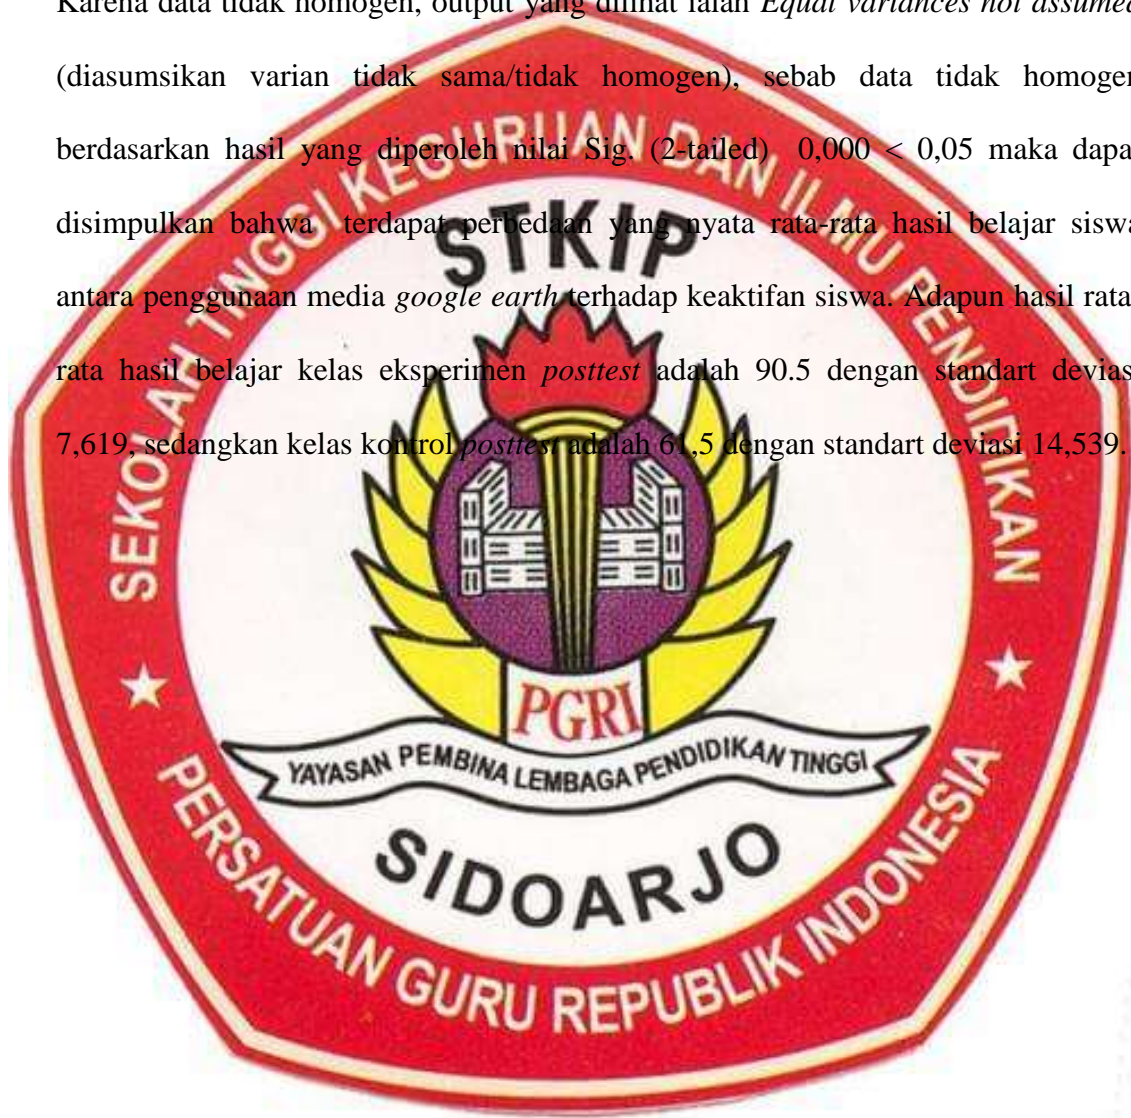 Karena data tidak homogen, output yang dilihat ialah Equal variances not assumed
(diasumsikan varian tidak sama/tidak homogen), sebab data tidak homogen
berdasarkan hasil yang diperoleh nilai Sig. (2-tailed) 0,000 < 0,05 maka dapa
disimpulkan bahwa terdapat perbedaan yang nyata rata-rata hasil belajar siswa
antara penggunaan media google earth terhadap keaktifan siswa. Adapun hasil rata
rata hasil belajar kelas eksperimen posttest adalah 90.5 dengan standart devias
7,619, sedangkan kelas kontrol posttest adalah 61,5 dengan standart deviasi 14,539.
SEKOLAH TINGGI KEGURUAN DAN ILMU PENDIDIKAN
STKIP
PGRI
YAYASAN PEMBINA LEMBAGA PENDIDIKAN TINGGI
SIDOARJO
PERSATUAN GURU REPUBLIK INDONESIA